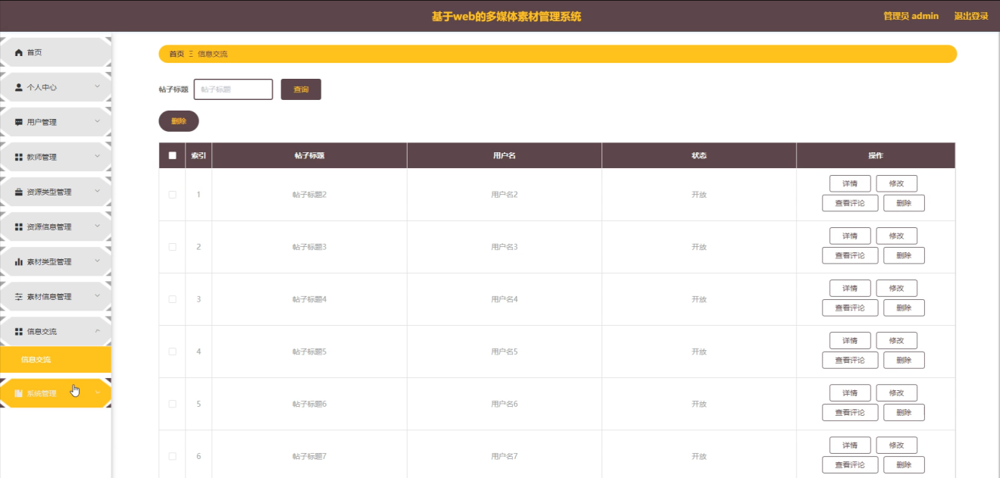 基于web的多媒体素材管理系统
管理员 admin 退出登录
首页
个人中心
用户管理
教师管理
资源类型管理
资源信息管理
素材类型管理
素材信息管理
信息交流
信息交流
系统管理
首页 Ξ 信息交流
帖子标题 帖子标题 查询
删除
索引 帖子标题 用户名 状态 操作
1 帖子标题2 用户名2 开放 详情 修改
查看评论 删除
2 帖子标题3 用户名3 开放 详情 修改
查看评论 删除
3 帖子标题4 用户名4 开放 详情 修改
查看评论 删除
4 帖子标题5 用户名5 开放 详情 修改
查看评论 删除
5 帖子标题6 用户名6 开放 详情 修改
查看评论 删除
6 帖子标题7 用户名7 开放 详情 修改
查看评论 删除